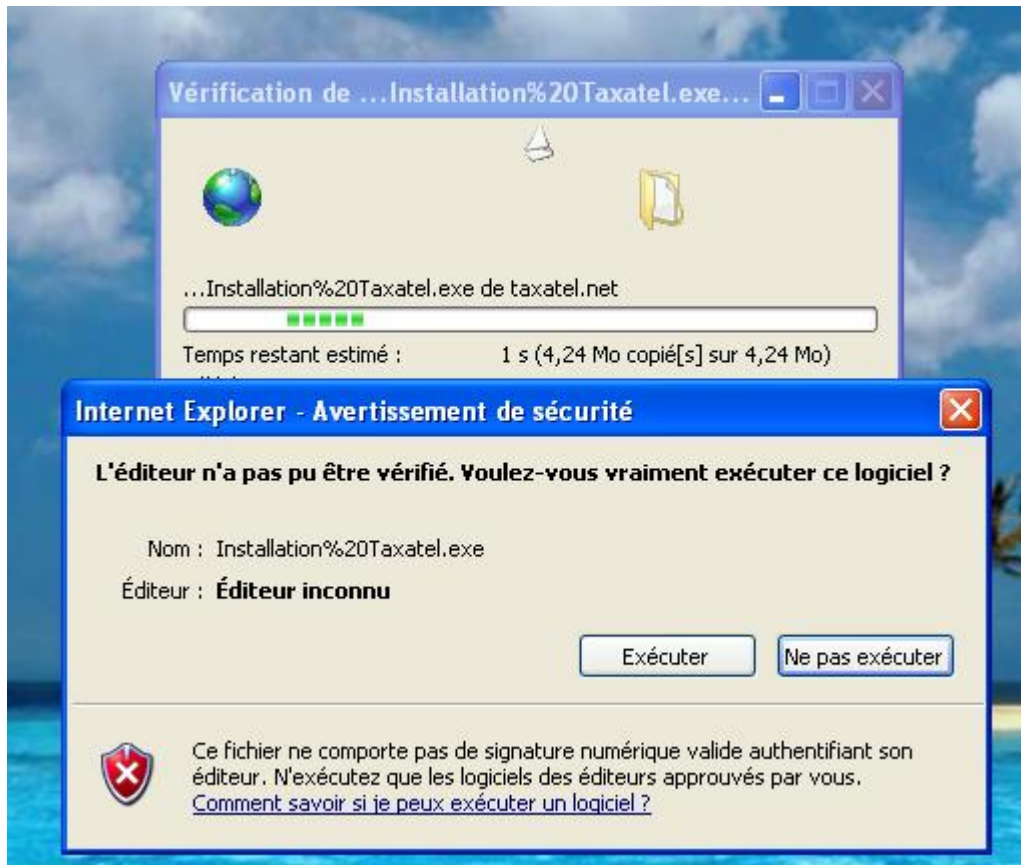 Vérification de ...Installation%20Taxatel.exe...
...Installation%20Taxatel.exe de taxatel.net
Temps restant estimé : 1 s (4,24 Mo copié[s] sur 4,24 Mo)
Internet Explorer - Avertissement de sécurité
L'éditeur n'a pas pu être vérifié. Voulez-vous vraiment exécuter ce logiciel ?
Nom : Installation%20Taxatel.exe
Éditeur : Éditeur inconnu
Exécuter Ne pas exécuter
Ce fichier ne comporte pas de signature numérique valide authentifiant son
éditeur. N'exécutez que les logiciels des éditeurs approuvés par vous.
Comment savoir si je peux exécuter un logiciel ?